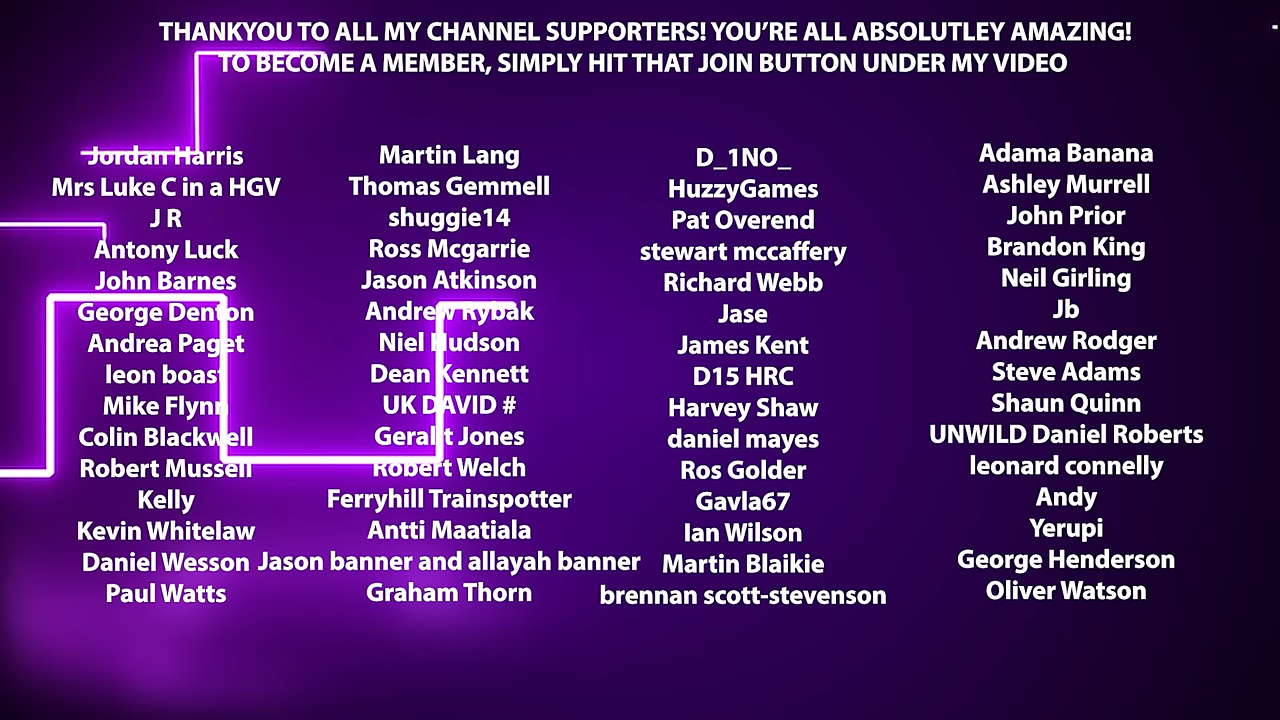 THANKYOU TO ALL MY CHANNEL SUPPORTERS! YOU'RE ALL ABSOLUTLEY AMAZING!
TO BECOME A MEMBER, SIMPLY HIT THAT JOIN BUTTON UNDER MY VIDEO
Jordan Harris
Mrs Luke C in a HGV
J R
Antony Luck
John Barnes
George Denton
Andrea Paget
leon boast
Mike Flynn
Colin Blackwell
Robert Mussell
Kelly
Kevin Whitelaw
Daniel Wesson
Paul Watts
Martin Lang
Thomas Gemmell
shuggie14
Ross Mcgarrie
Jason Atkinson
Andrew Rybak
Niel Hudson
Dean Kennett
UK DAVID #
Geralt Jones
Robert Welch
Ferryhill Trainspotter
Antti Maatiala
Jason banner and allayah banner
Graham Thorn
D_1NO_
HuzzyGames
Pat Overend
stewart mccaffery
Richard Webb
Jase
James Kent
D15 HRC
Harvey Shaw
daniel mayes
Ros Golder
Gavla67
Ian Wilson
Martin Blaikie
brennan scott-stevenson
Adama Banana
Ashley Murrell
John Prior
Brandon King
Neil Girling
Jb
Andrew Rodger
Steve Adams
Shaun Quinn
UNWILD Daniel Roberts
leonard connelly
Andy
Yerupi
George Henderson
Oliver Watson